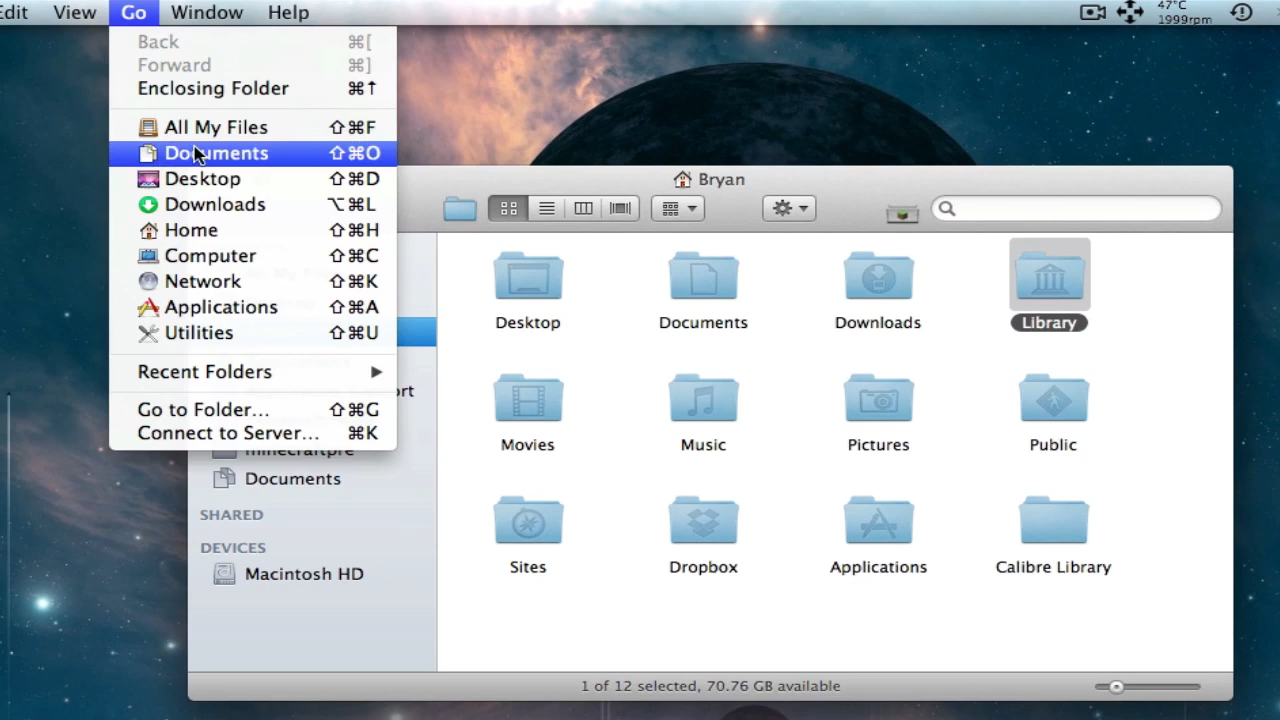 Edit View Go Window Help 47°C
1999rpm
Back ⌘[
Forward ⌘]
Enclosing Folder ⌘↑
All My Files ⇧⌘F
Documents ⇧⌘O
Desktop ⇧⌘D
Downloads ⌥⌘L
Home ⇧⌘H
Computer ⇧⌘C
Network ⇧⌘K
Applications ⇧⌘A
Utilities ⇧⌘U
Recent Folders ▶
Go to Folder... ⇧⌘G
Connect to Server... ⌘K
Bryan
ort
minecraftpre
Documents
SHARED
DEVICES
Macintosh HD
Desktop Documents Downloads Library
Movies Music Pictures Public
Sites Dropbox Applications Calibre Library
1 of 12 selected, 70.76 GB available